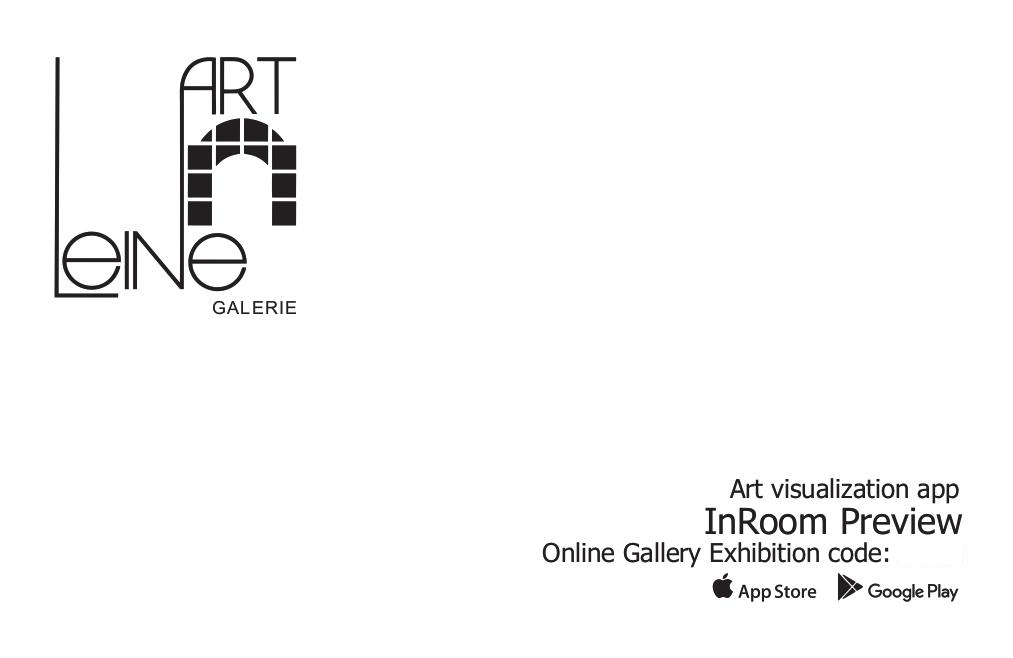 ART
LEINE
GALERIE
Art visualization app
InRoom Preview
Online Gallery Exhibition code:
App Store Google Play